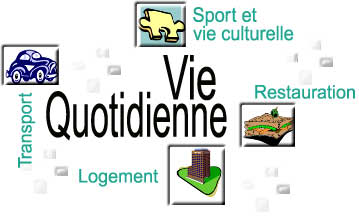 Sport et
vie culturelle
Vie
Quotidienne
Restauration
Transport
Logement